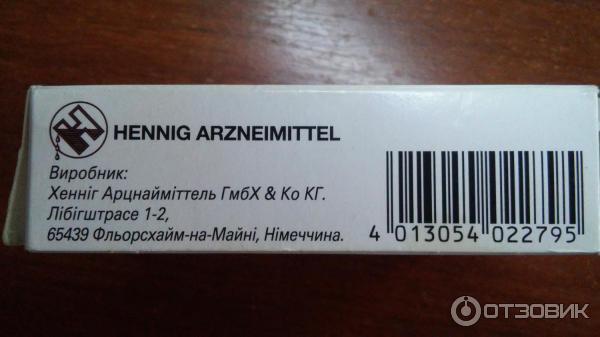 HENNIG ARZNEIMITTEL
Виробник:
Хенніг Арцнайміттель ГмбХ & Ко КГ.
Лібігштрасе 1-2,
65439 Фльорсхайм-на-Майні, Німеччина.
4 013054 022795
ОТЗОВИК